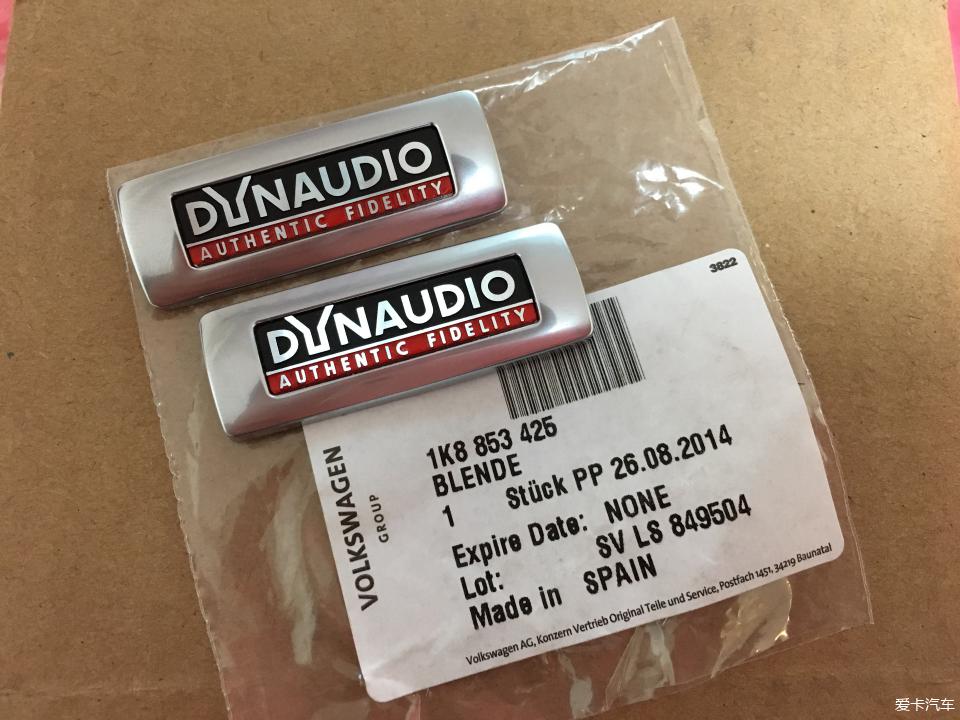 DYNAUDIO
AUTHENTIC FIDELITY
DYNAUDIO
AUTHENTIC FIDELITY
3822
VOLKSWAGEN
GROUP
1K8 853 425
BLENDE
1 Stück PP 26.08.2014
Expire Date: NONE
Lot: SV LS 849504
Made in SPAIN
Volkswagen AG, Konzern Vertrieb Original Teile und Service, Postfach 1451, 34219 Baunatal
爱卡汽车